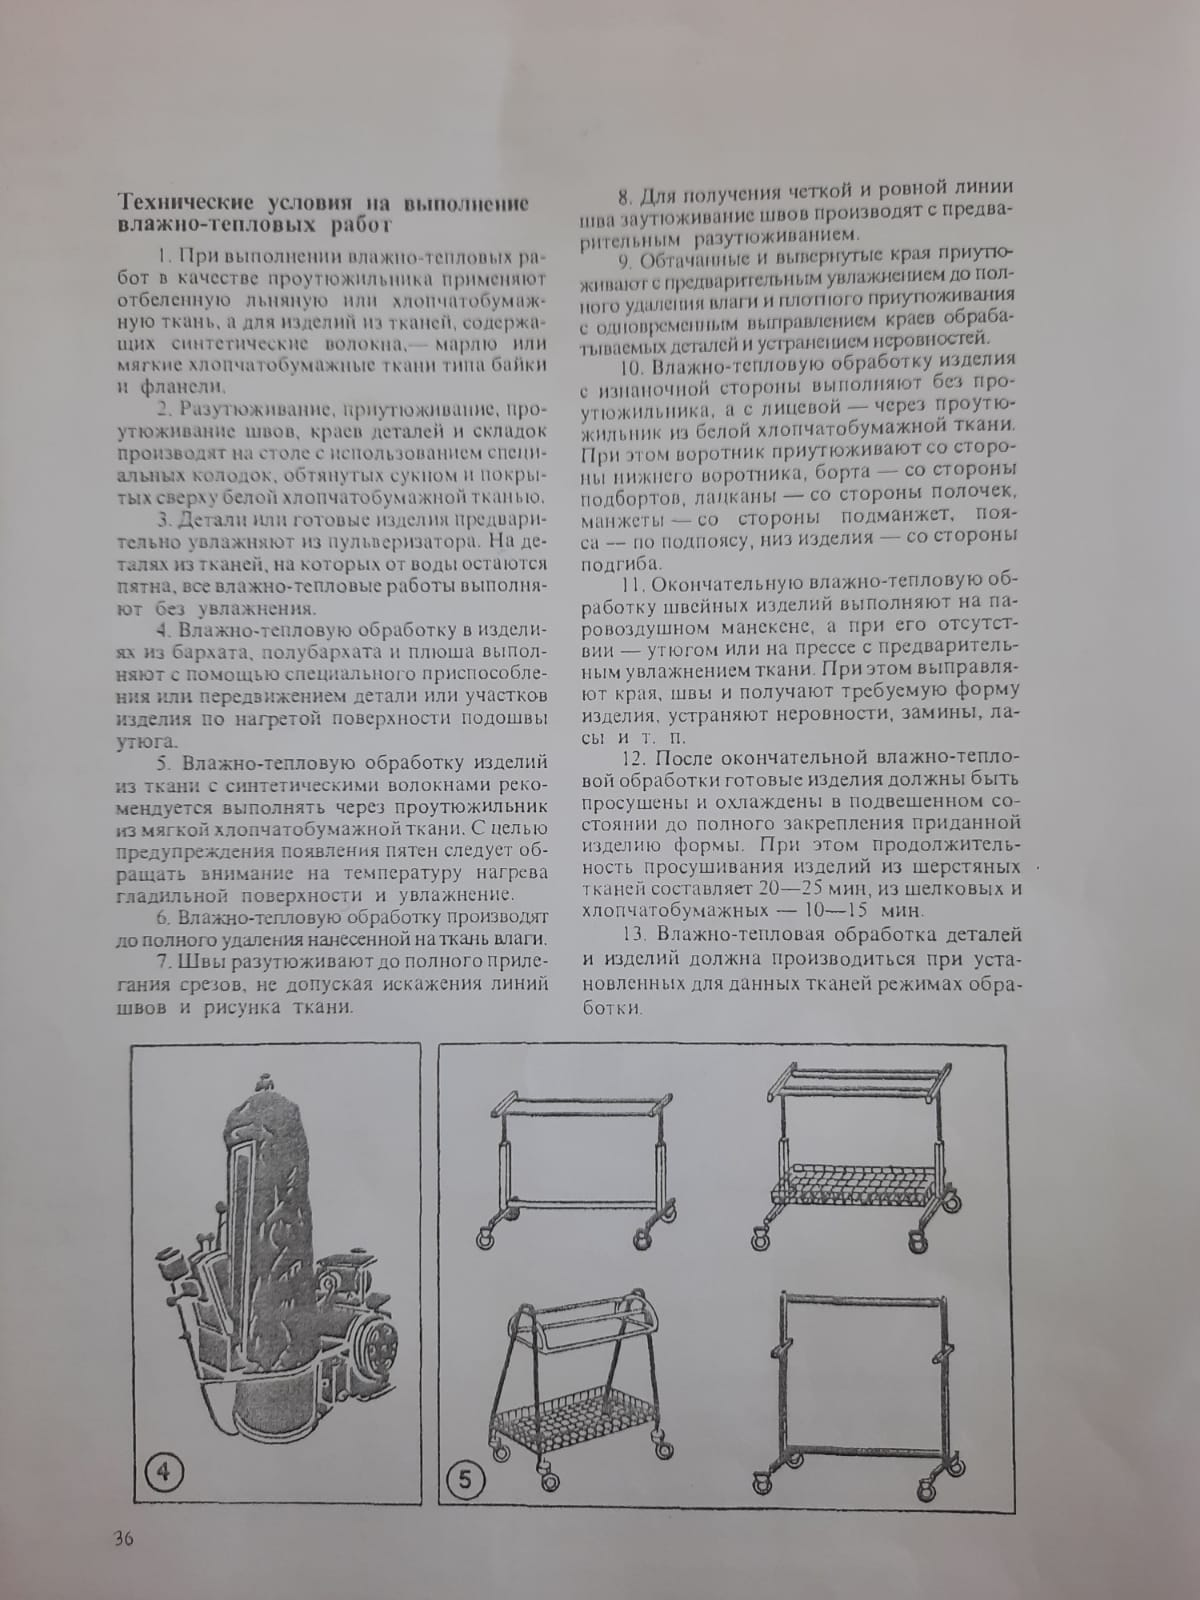 Технические условия на выполнение
влажно-тепловых работ
1. При выполнении влажно-тепловых ра-
бот в качестве проутюжильника применяют
отбеленную льняную или хлопчатобумаж-
ную ткань, а для изделий из тканей, содержа-
щих синтетические волокна,— марлю или
мягкие хлопчатобумажные ткани типа байки
и фланели.
2. Разутюживание, приутюживание, про-
утюживание швов, краев деталей и складок
производят на столе с использованием специ-
альных колодок, обтянутых сукном и покры-
тых сверху белой хлопчатобумажной тканью.
3. Детали или готовые изделия предвари-
тельно увлажняют из пульверизатора. На де-
талях из тканей, на которых от воды остаются
пятна, все влажно-тепловые работы выполня-
ют без увлажнения.
4. Влажно-тепловую обработку в издели-
ях из бархата, полубархата и плюша выпол-
няют с помощью специального приспособле-
ния или передвижением детали или участков
изделия по нагретой поверхности подошвы
утюга.
5. Влажно-тепловую обработку изделий
из ткани с синтетическими волокнами реко-
мендуется выполнять через проутюжильник
из мягкой хлопчатобумажной ткани. С целью
предупреждения появления пятен следует об-
ращать внимание на температуру нагрева
гладильной поверхности и увлажнение.
6. Влажно-тепловую обработку производят
до полного удаления нанесенной на ткань влаги.
7. Швы разутюживают до полного приле-
гания срезов, не допуская искажения линий
швов и рисунка ткани.
8. Для получения четкой и ровной линии
шва заутюживание швов производят с предва-
рительным разутюживанием.
9. Обтачанные и вывернутые края приутю-
живают с предварительным увлажнением до пол-
ного удаления влаги и плотного приутюживания
с одновременным выправлением краев обраба-
тываемых деталей и устранением неровностей.
10. Влажно-тепловую обработку изделия
с изнаночной стороны выполняют без про-
утюжильника, а с лицевой — через проутю-
жильник из белой хлопчатобумажной ткани.
При этом воротник приутюживают со сторо-
ны нижнего воротника, борта — со стороны
подбортов, лацканы — со стороны полочек,
манжеты — со стороны подманжет, поя-
са — по подпоясу, низ изделия — со стороны
подгиба.
11. Окончательную влажно-тепловую об-
работку швейных изделий выполняют на па-
ровоздушном манекене, а при его отсутст-
вии — утюгом или на прессе с предваритель-
ным увлажнением ткани. При этом выправля-
ют края, швы и получают требуемую форму
изделия, устраняют неровности, замины, ла-
сы и т. п.
12. После окончательной влажно-тепло-
вой обработки готовые изделия должны быть
просушены и охлаждены в подвешенном со-
стоянии до полного закрепления приданной
изделию формы. При этом продолжитель-
ность просушивания изделий из шерстяных
тканей составляет 20—25 мин, из шелковых и
хлопчатобумажных — 10—15 мин.
13. Влажно-тепловая обработка деталей
и изделий должна производиться при уста-
новленных для данных тканей режимах обра-
ботки.
4
5
36